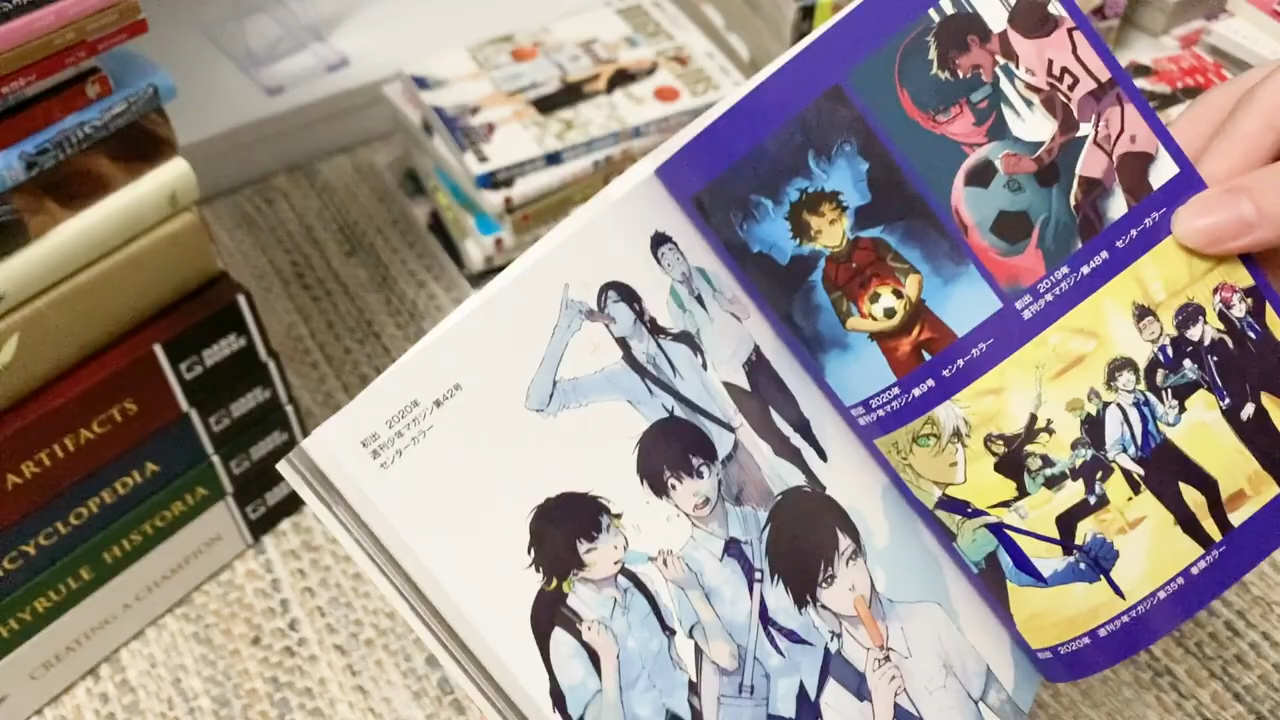 ARTIFACTS
ENCYCLOPEDIA
HYRULE HISTORIA
CREATING A CHAMPION
初出 2020年
週刊少年マガジン第42号
センターカラー
初出 2020年
週刊少年マガジン第9号 センターカラー
初出 2019年
週刊少年マガジン第48号 センターカラー
15
初出 2020年 週刊少年マガジン第35号 巻頭カラー